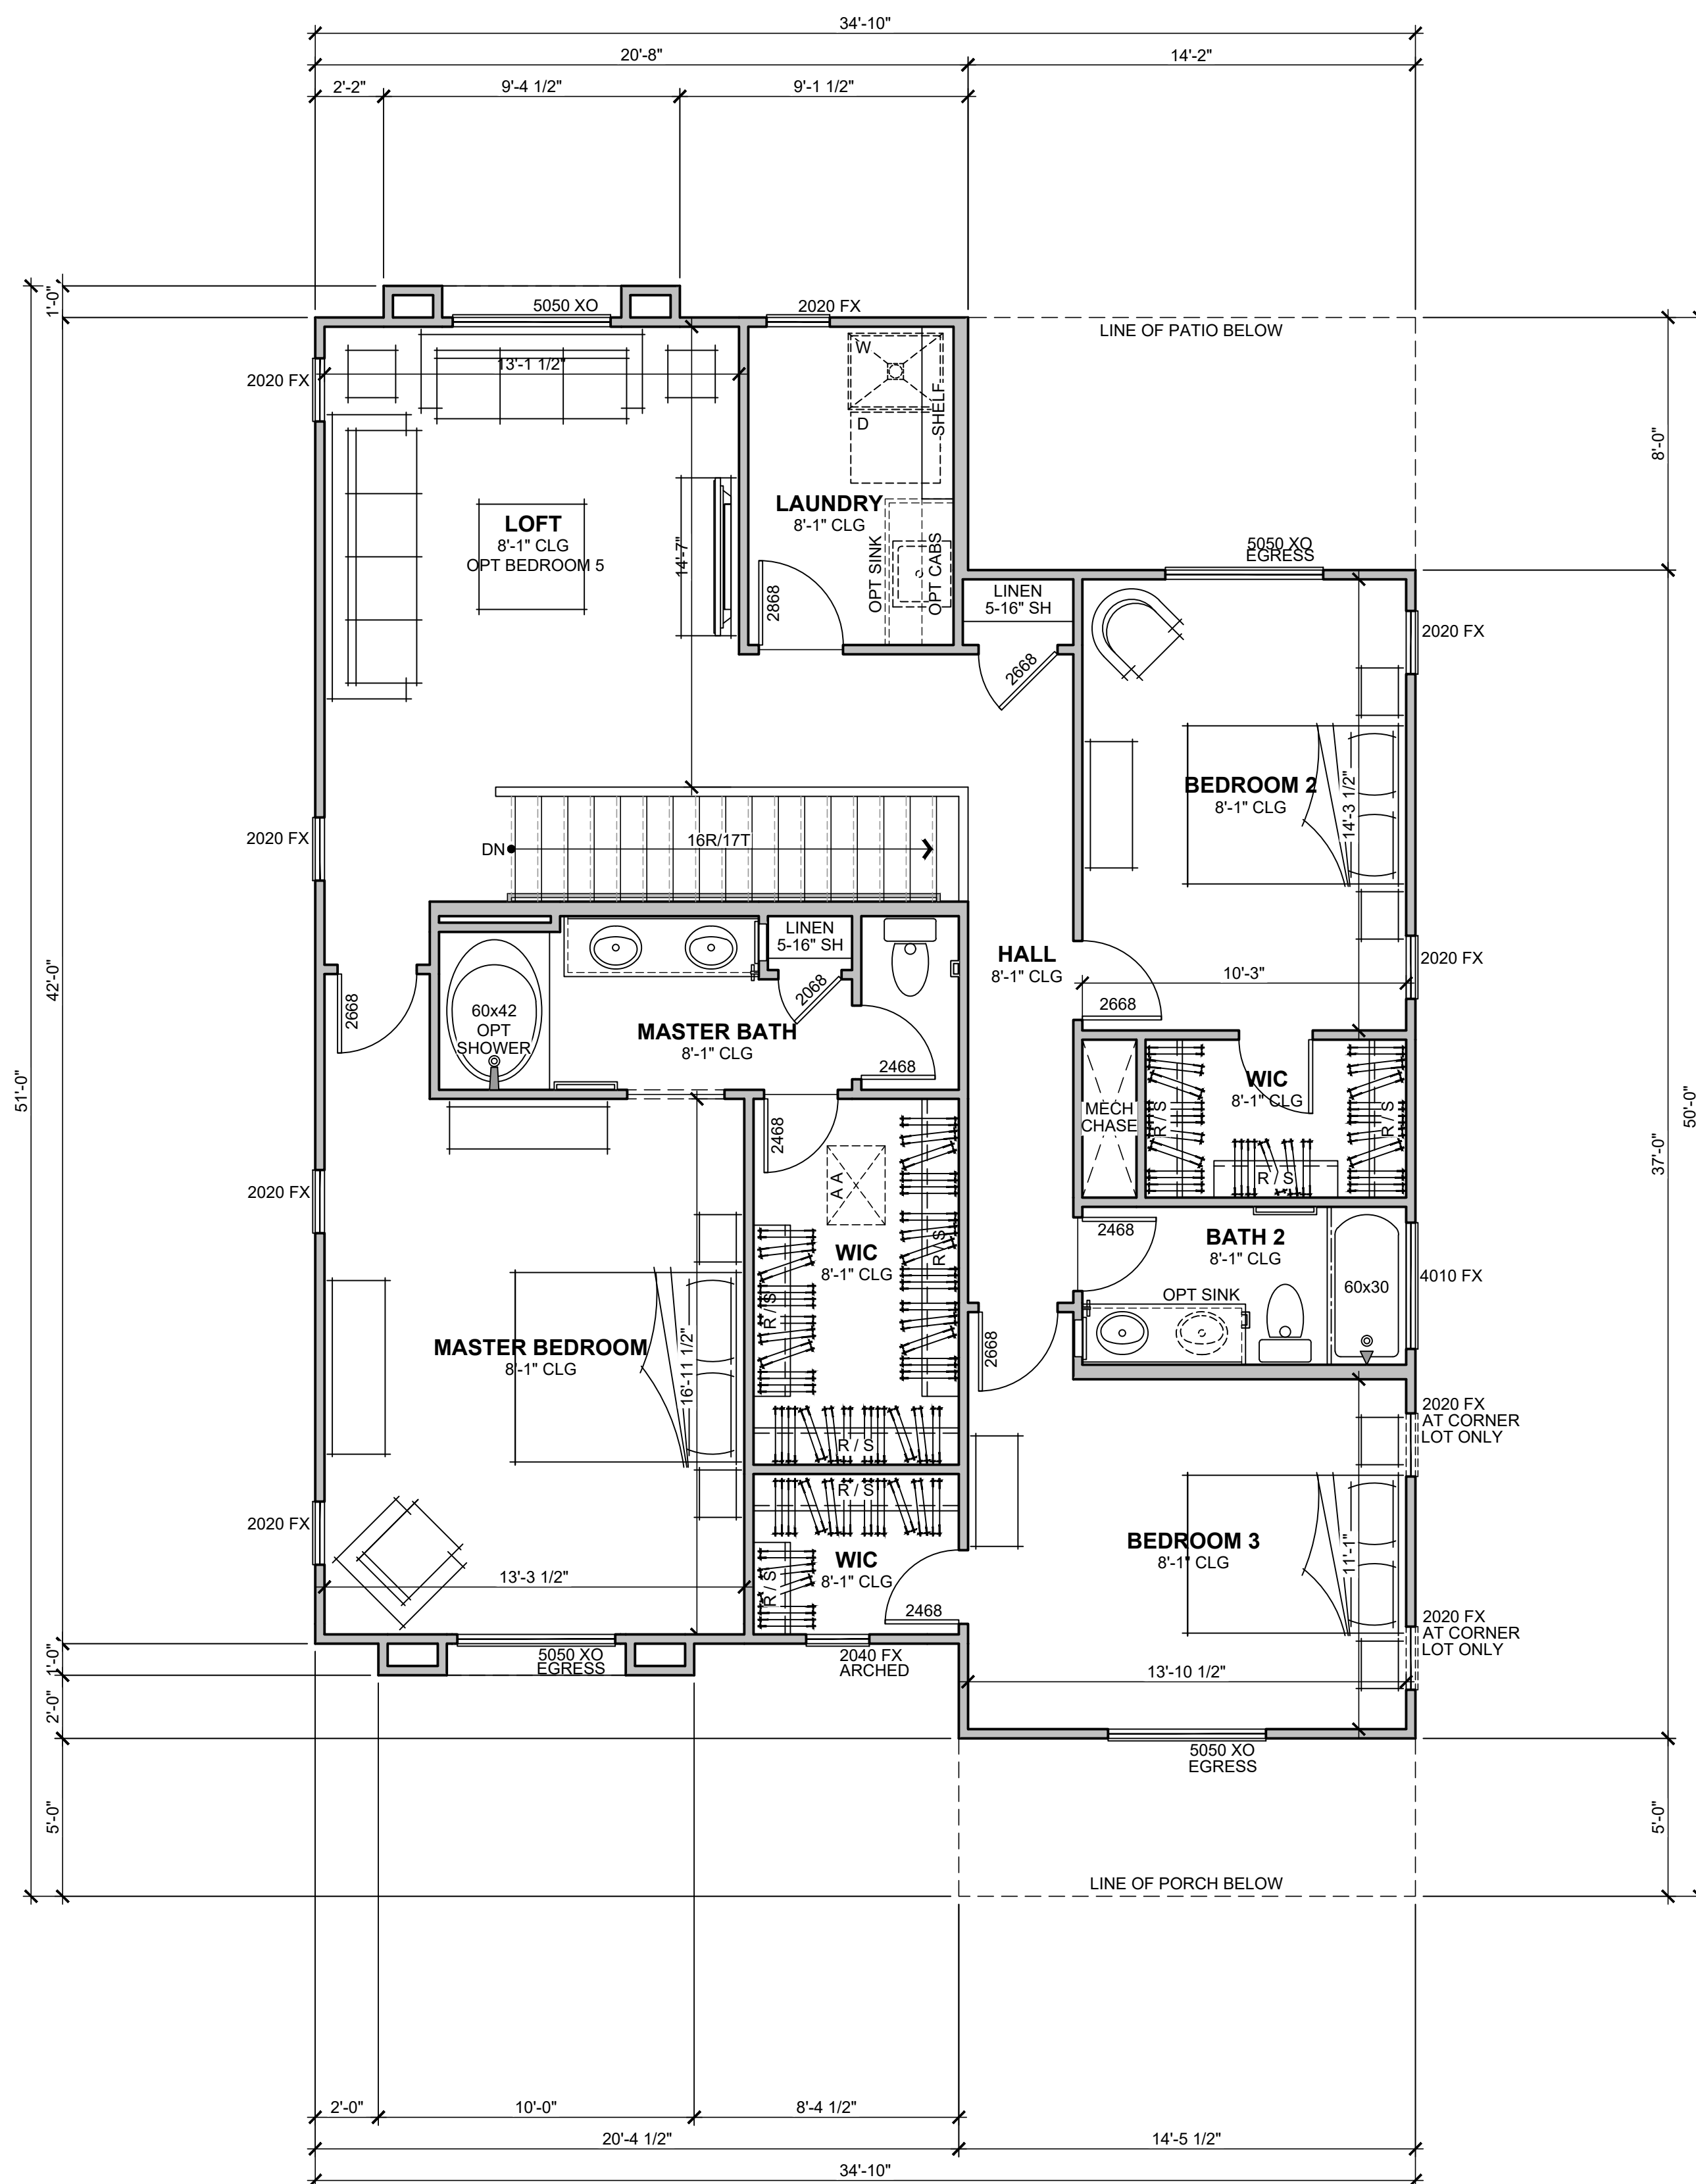 34'-10"
20'-8"
14'-2"
2'-2"
9'-4 1/2"
9'-1 1/2"
1'-0"
5050 XO
2020 FX
LINE OF PATIO BELOW
13'-1 1/2"
2020 FX
W
D
SHELF
8'-0"
LAUNDRY
8'-1" CLG
LOFT
8'-1" CLG
OPT BEDROOM 5
14'-7"
OPT SINK
OPT CABS
2868
5050 XO
EGRESS
LINEN
5-16" SH
2668
2020 FX
BEDROOM 2
8'-1" CLG
14'-3 1/2"
2020 FX
DN
16R/17T
LINEN
5-16" SH
2068
HALL
8'-1" CLG
2020 FX
10'-3"
2668
42'-0"
2668
60x42
OPT
SHOWER
MASTER BATH
8'-1" CLG
2468
51'-0"
50'-0"
37'-0"
MECH
CHASE
WIC
8'-1" CLG
R / S
R / S
R / S
2468
A A
2020 FX
2468
BATH 2
8'-1" CLG
4010 FX
60x30
OPT SINK
WIC
8'-1" CLG
R / S
R / S
R / S
2668
MASTER BEDROOM
8'-1" CLG
16'-11 1/2"
2020 FX
AT CORNER
LOT ONLY
R / S
2020 FX
WIC
8'-1" CLG
R / S
2468
BEDROOM 3
8'-1" CLG
11'-1"
13'-3 1/2"
2020 FX
AT CORNER
LOT ONLY
1'-0"
5050 XO
EGRESS
2040 FX
ARCHED
13'-10 1/2"
2'-0"
5050 XO
EGRESS
5'-0"
5'-0"
LINE OF PORCH BELOW
2'-0"
10'-0"
8'-4 1/2"
20'-4 1/2"
14'-5 1/2"
34'-10"